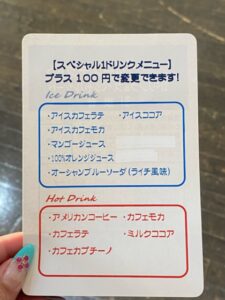 【スペシャル1ドリンクメニュー】
プラス100円で変更できます!
Ice Drink
・アイスカフェラテ ・アイスココア
・アイスカフェモカ
・マンゴージュース
・100%オレンジジュース
・オーシャンブルーソーダ(ライチ風味)
Hot Drink
・アメリカンコーヒー ・カフェモカ
・カフェラテ ・ミルクココア
・カフェカプチーノ